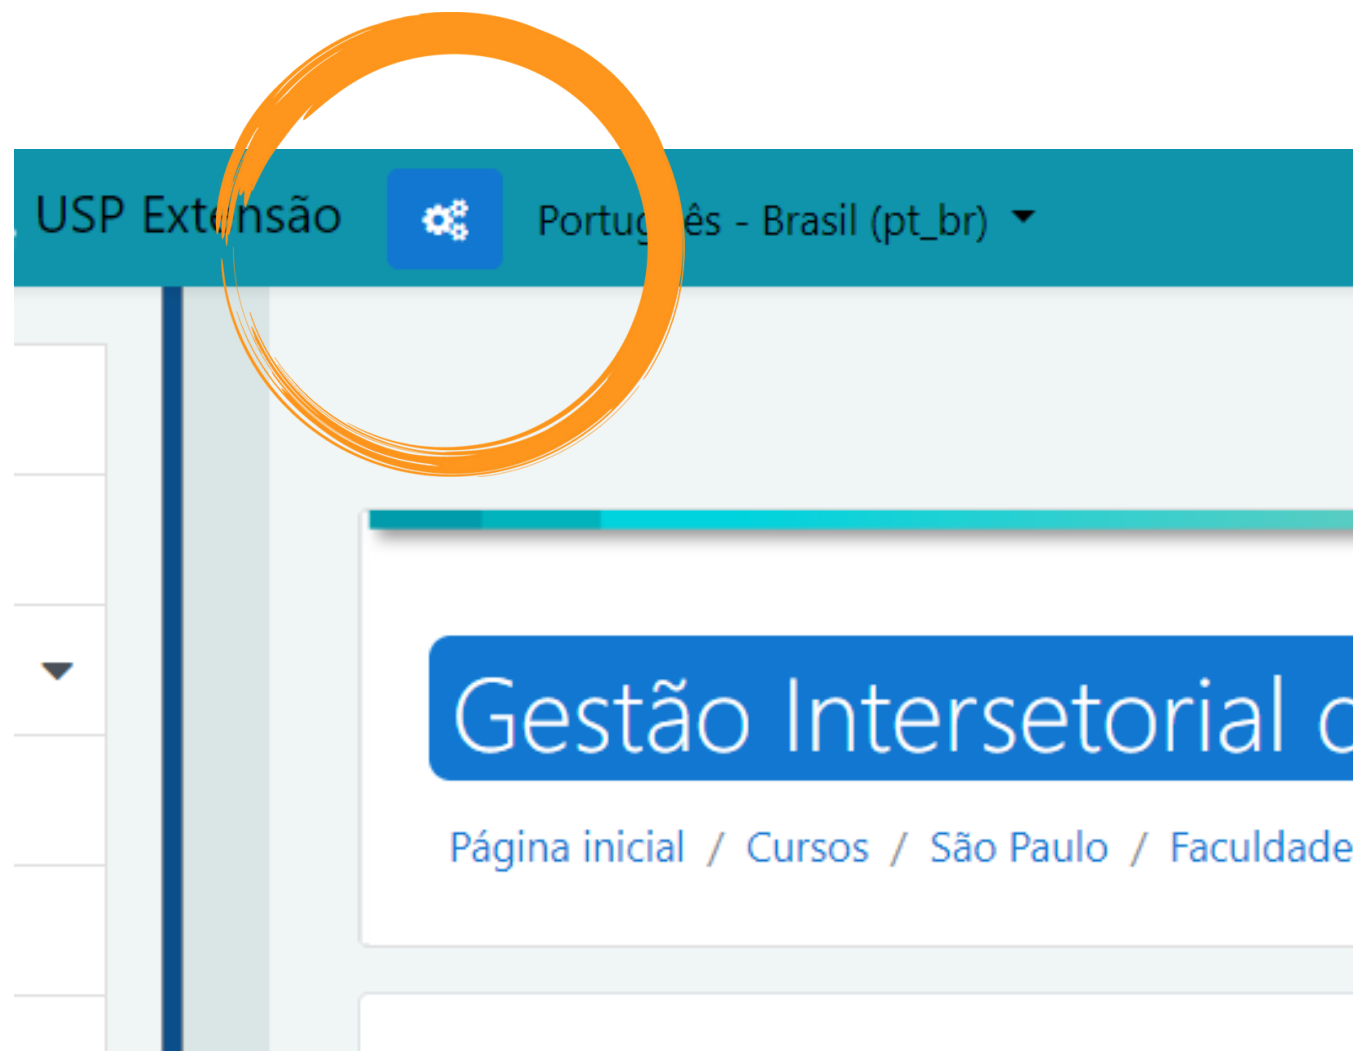 USP Extensão
Português - Brasil (pt_br)
Gestão Intersetorial
Página inicial / Cursos / São Paulo / Faculdade